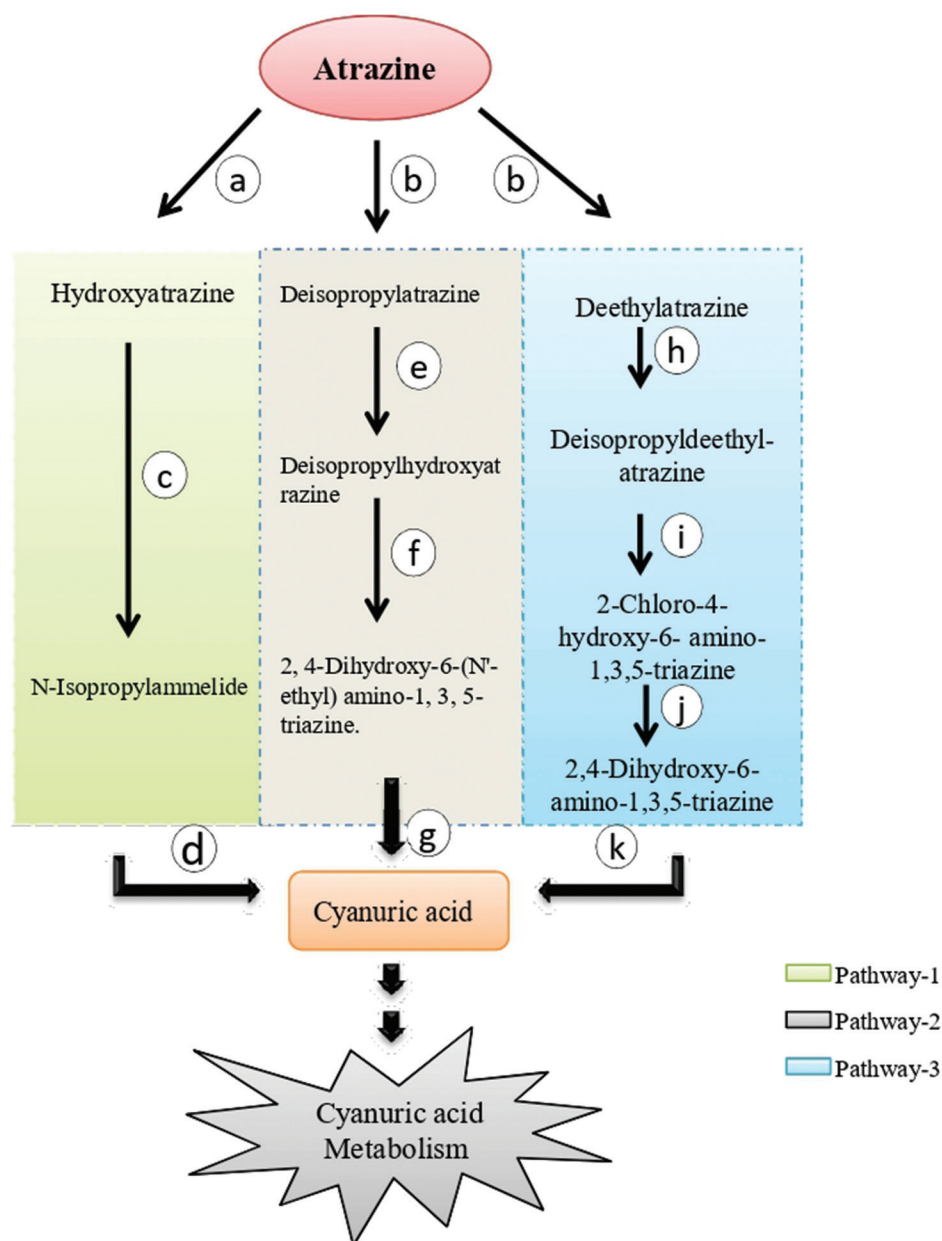 Atrazine
a
b
b
Hydroxyatrazine
c
N-Isopropylammelide
d
Deisopropylatrazine
e
Deisopropylhydroxyat
razine
f
2, 4-Dihydroxy-6-(N'-
ethyl) amino-1, 3, 5-
triazine.
g
Deethylatrazine
h
Deisopropyldeethyl-
atrazine
i
2-Chloro-4-
hydroxy-6- amino-
1,3,5-triazine
j
2,4-Dihydroxy-6-
amino-1,3,5-triazine
k
Cyanuric acid
Cyanuric acid
Metabolism
Pathway-1
Pathway-2
Pathway-3